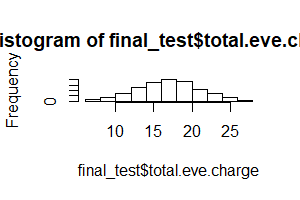 istogram of final_test$total.eve.c
Frequency
0
10 15 20 25
final_test$total.eve.charge